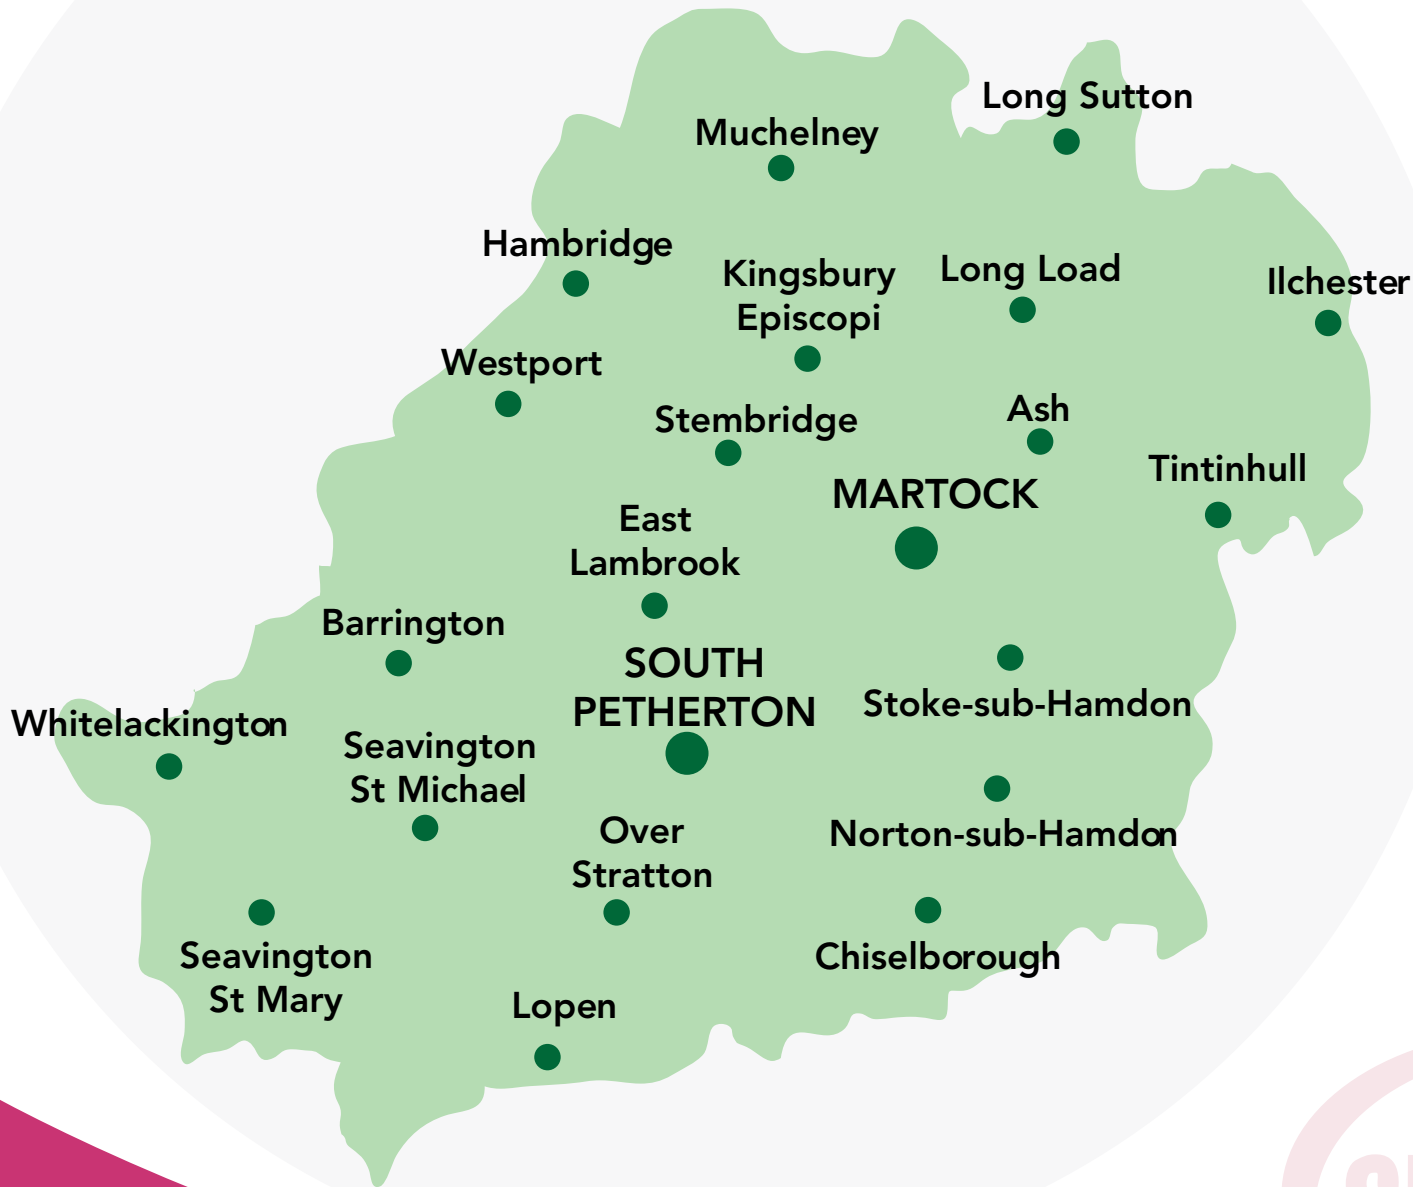 Long Sutton
Muchelney
Hambridge
Kingsbury
Episcopi
Long Load
Ilchester
Westport
Stembridge
Ash
Tintinhull
MARTOCK
East
Lambrook
Barrington
SOUTH
PETHERTON
Stoke-sub-Hamdon
Whitelackington
Seavington
St Michael
Over
Stratton
Norton-sub-Hamdon
Seavington
St Mary
Chiselborough
Lopen